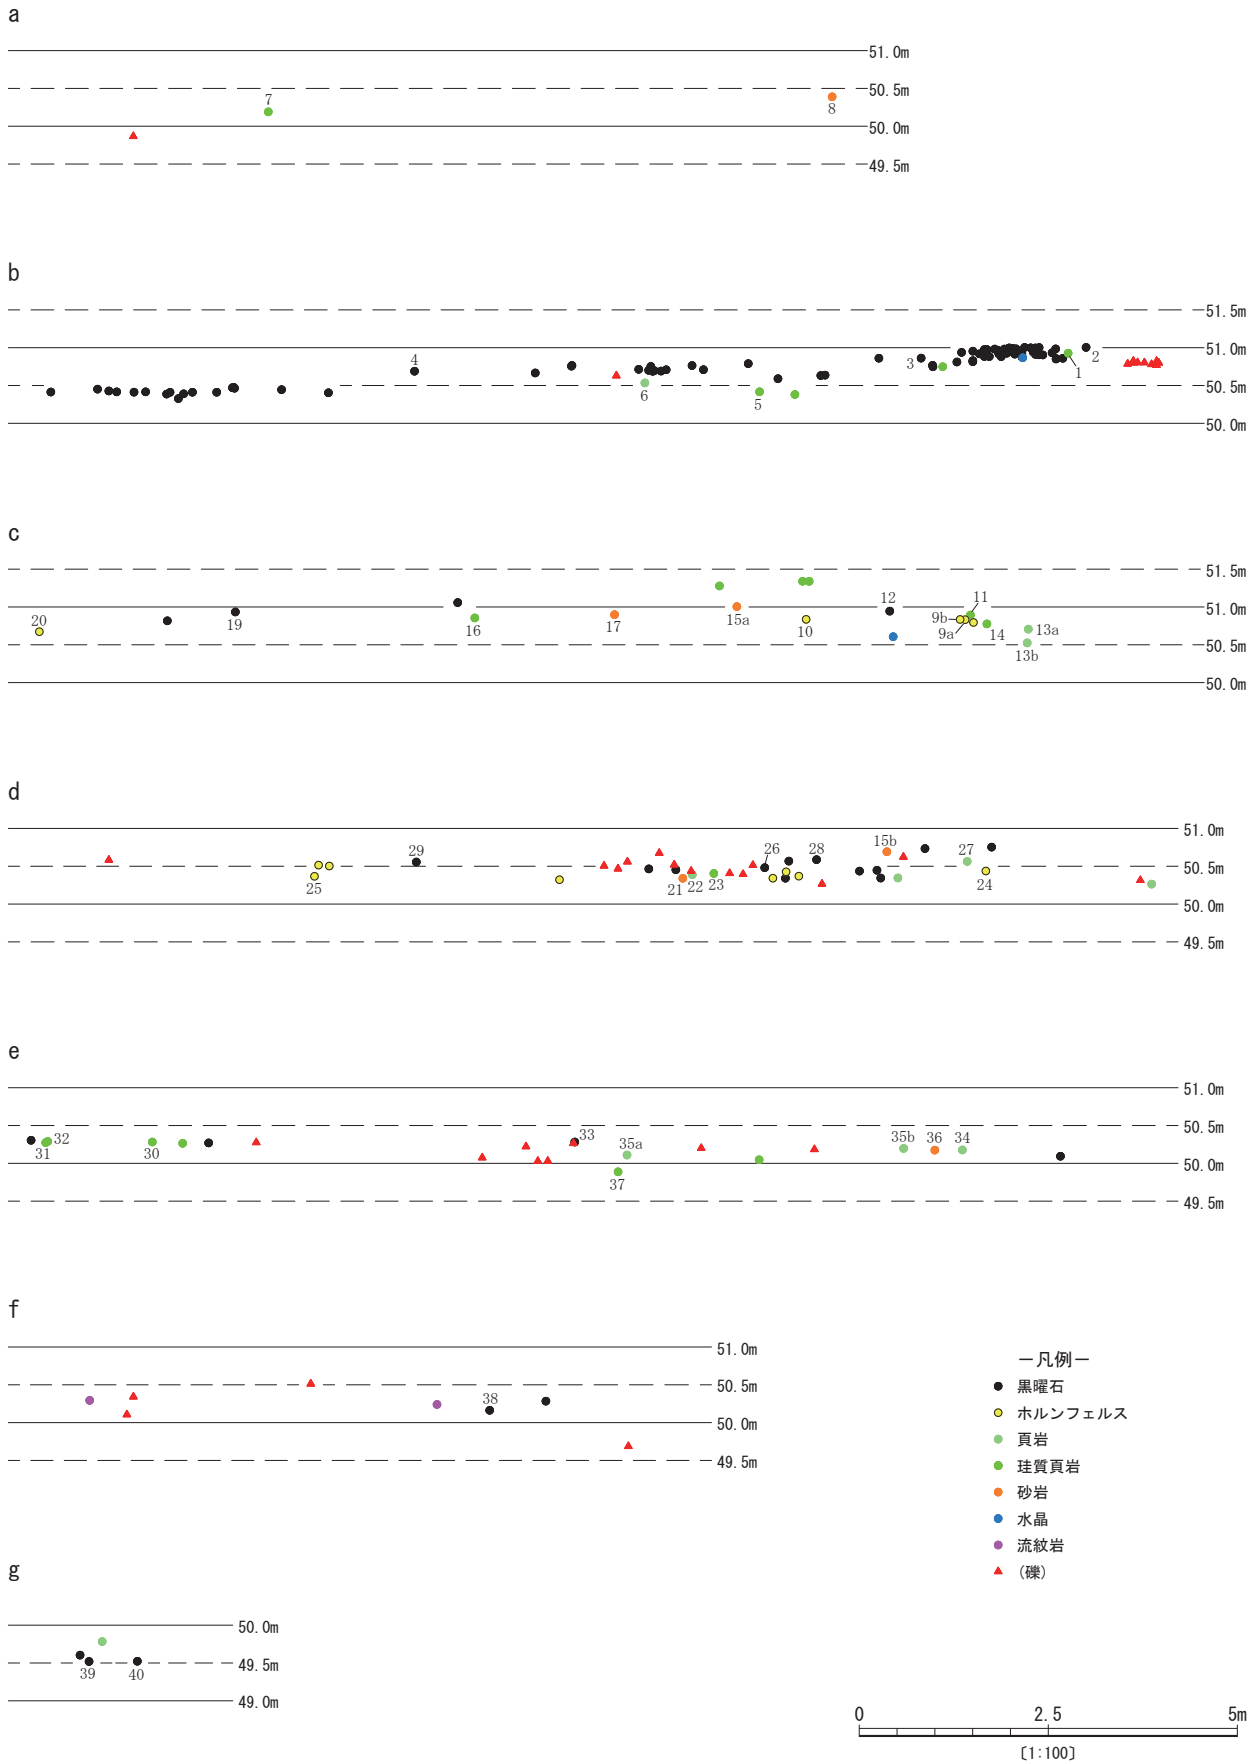 a
51.0m
7
50.5m
8
50.0m
49.5m
b
51.5m
51.0m
4
3
2
1
50.5m
6
5
50.0m
c
51.5m
12
11
51.0m
20
19
16
17
15a
10
9b
9a
14
13a
50.5m
13b
50.0m
d
51.0m
29
26
28
15b
27
50.5m
25
21
22
23
24
50.0m
49.5m
e
51.0m
50.5m
32
33
35a
35b
36
34
31
30
50.0m
37
49.5m
f
51.0m
50.5m
38
50.0m
49.5m
―凡例―
黒曜石
ホルンフェルス
頁岩
珪質頁岩
砂岩
水晶
流紋岩
(礫)
g
50.0m
49.5m
39
40
49.0m
0 2.5 5m
〔1:100〕